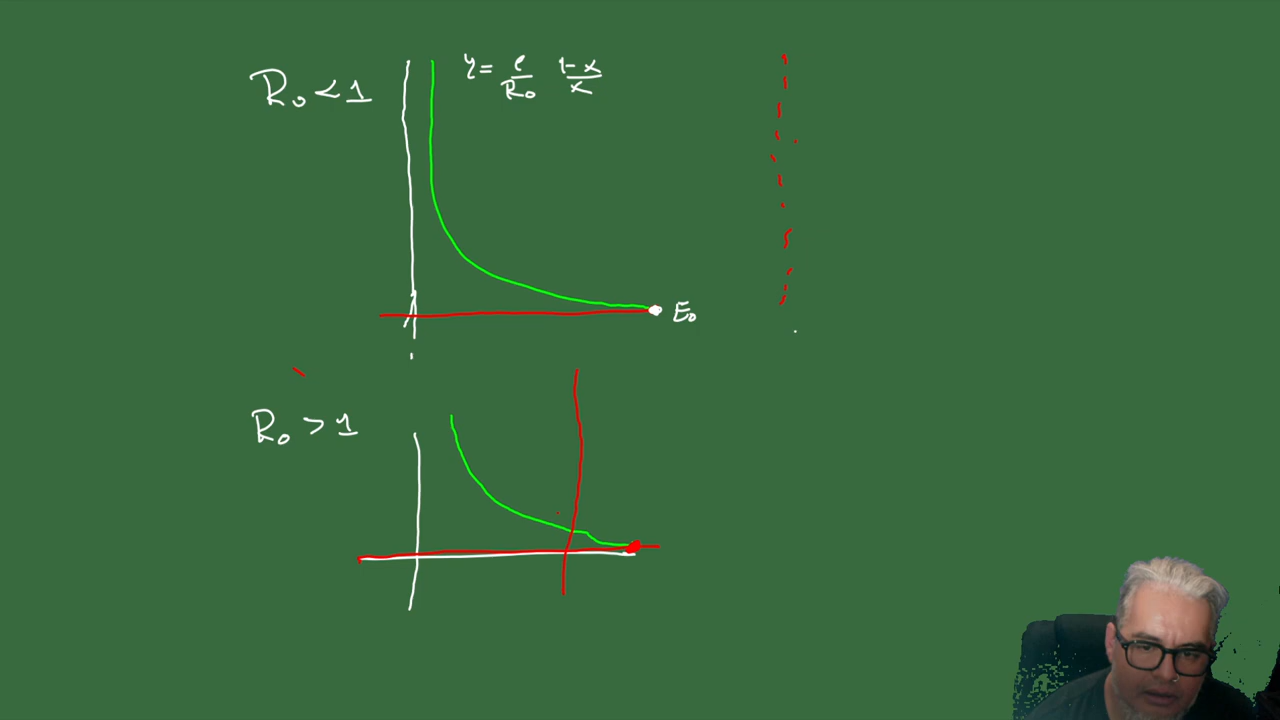 R₀ < 1
y = e/R₀ (1-x)/x
E₀
R₀ > 1